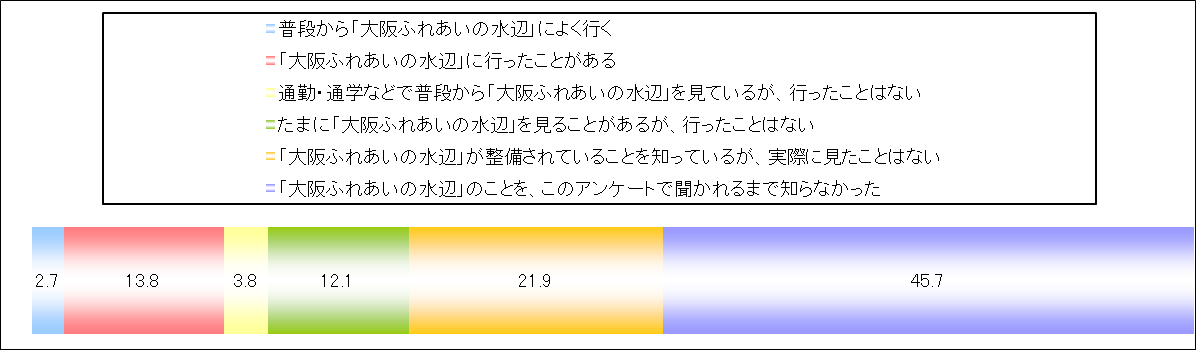 普段から「大阪ふれあいの水辺」によく行く
「大阪ふれあいの水辺」に行ったことがある
通勤・通学などで普段から「大阪ふれあいの水辺」を見ているが、行ったことはない
たまに「大阪ふれあいの水辺」を見ることがあるが、行ったことはない
「大阪ふれあいの水辺」が整備されていることを知っているが、実際に見たことはない
「大阪ふれあいの水辺」のことを、このアンケートで聞かれるまで知らなかった
2.7 13.8 3.8 12.1 21.9 45.7